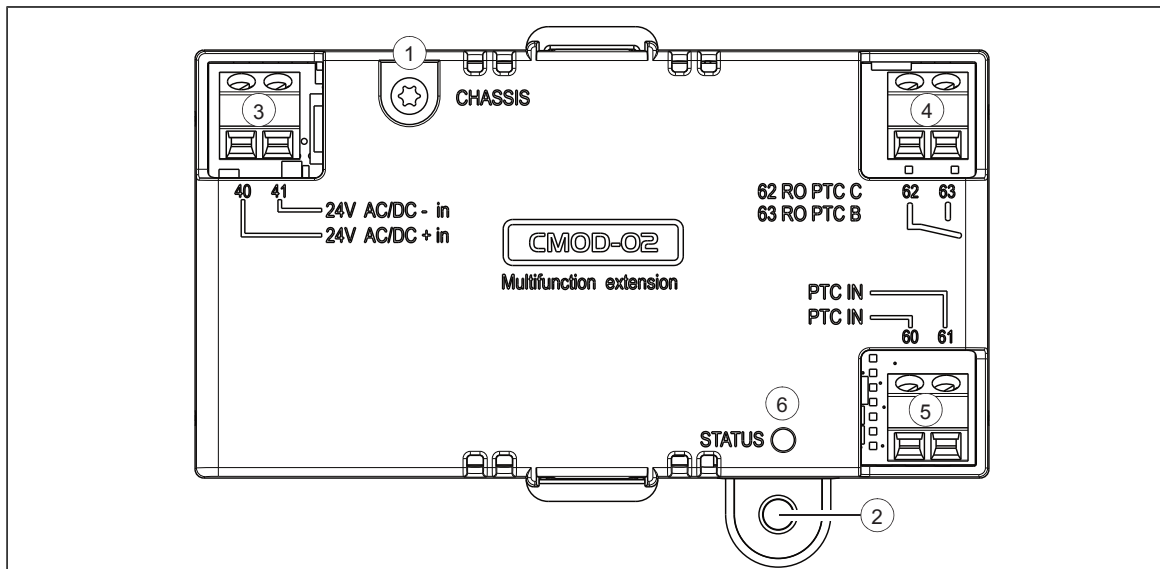 1
CHASSIS
3
4
40 41
24V AC/DC - in
24V AC/DC + in
62 RO PTC C
63 RO PTC B
62 63
CMOD-02
Multifunction extension
PTC IN
PTC IN
60 61
6
STATUS
5
2